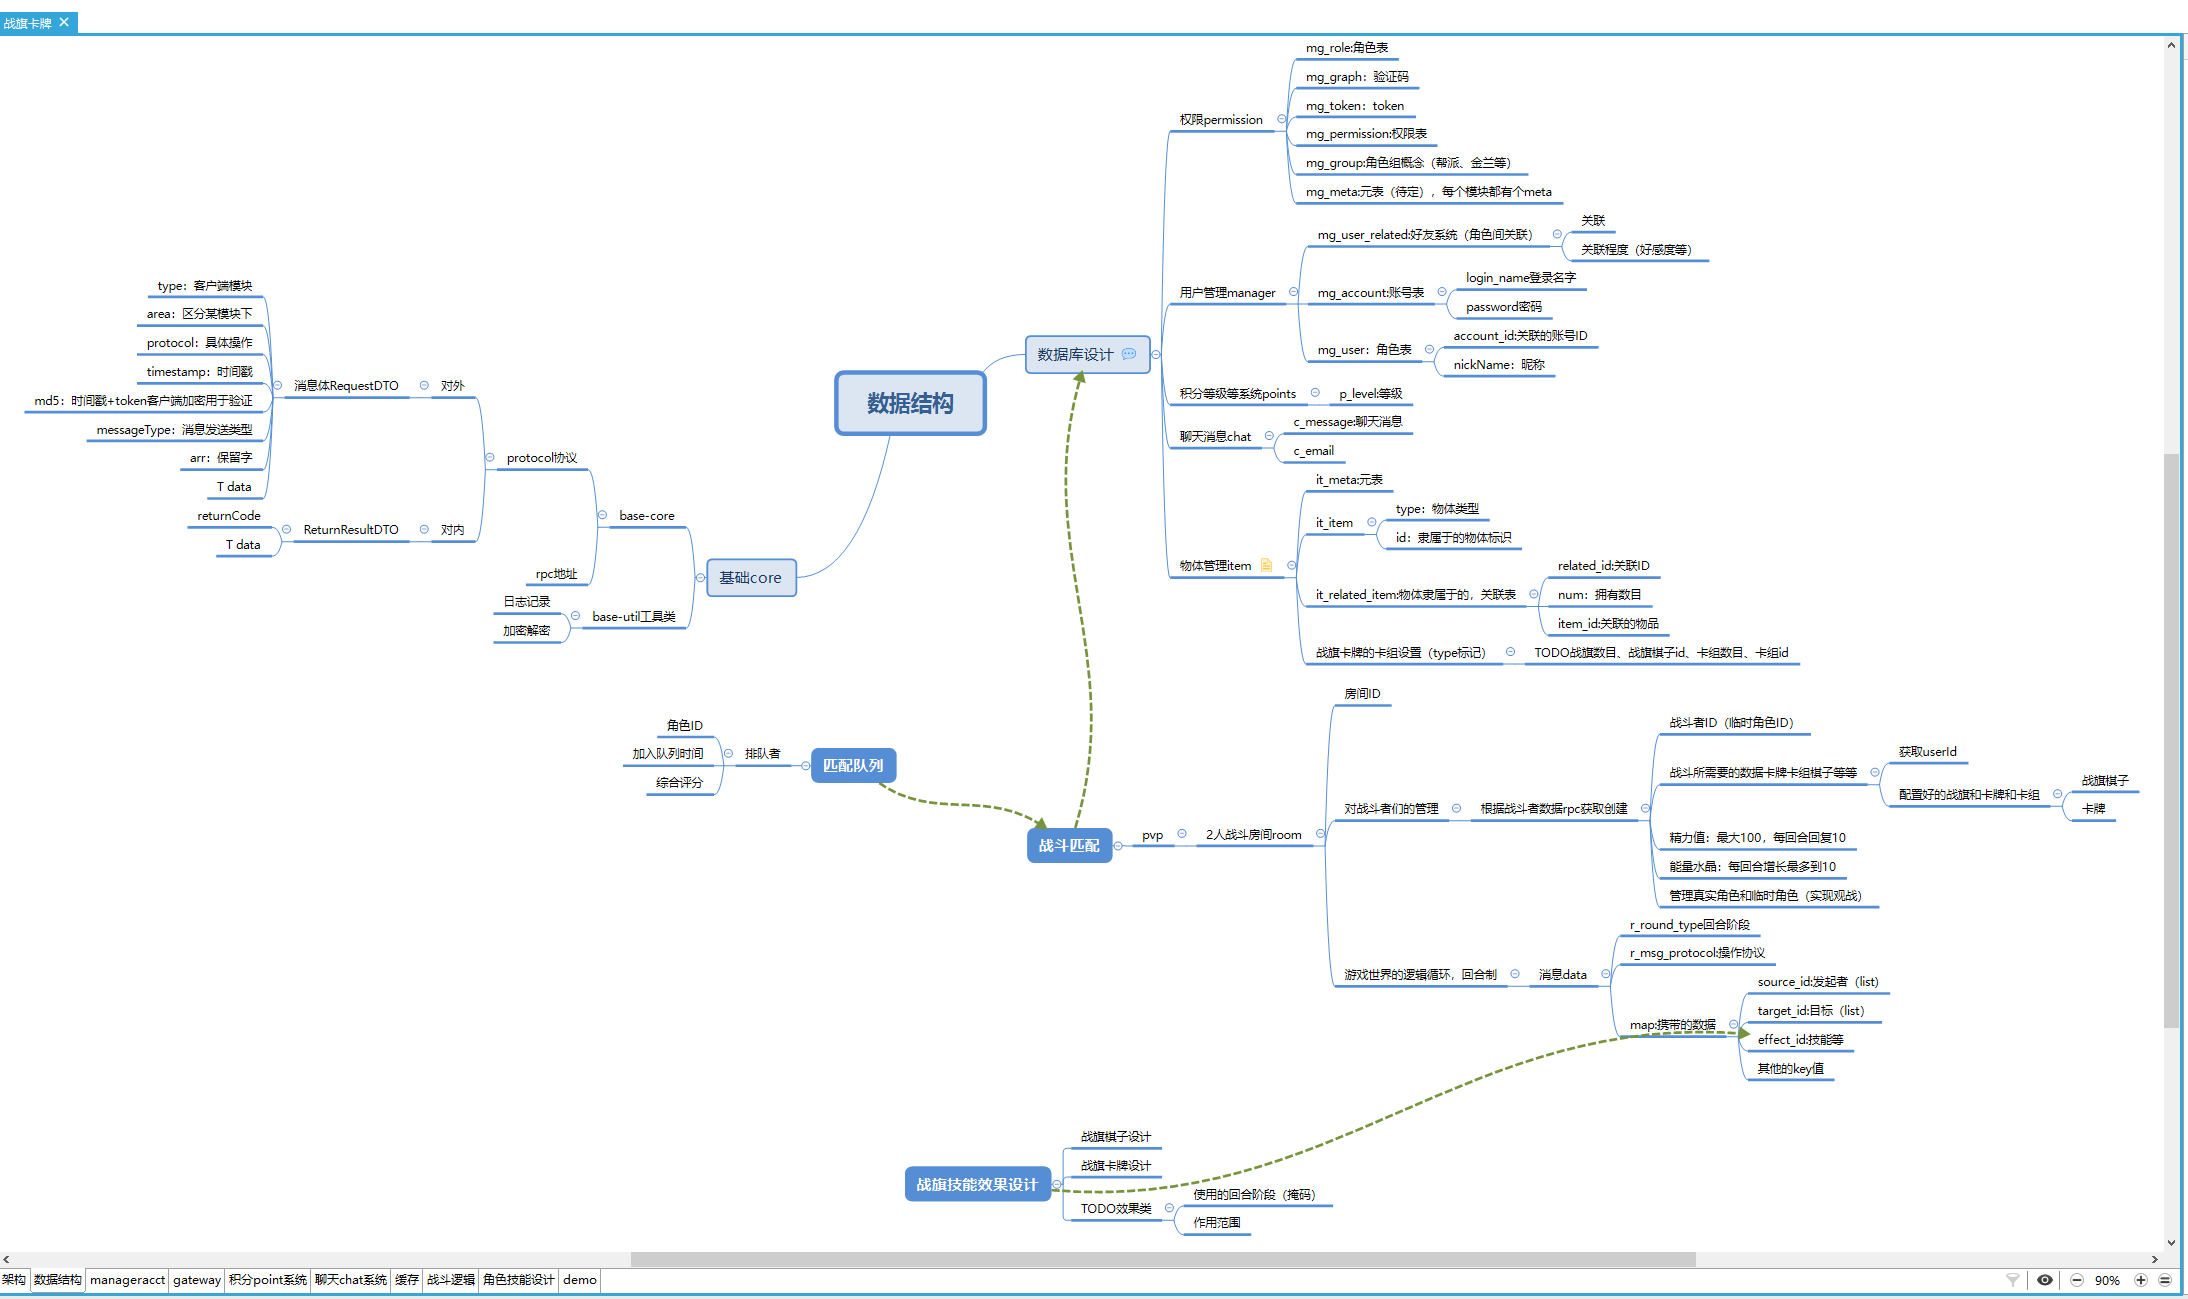 战旗卡牌
mg_role:角色表
mg_graph：验证码
权限permission
mg_token：token
mg_permission:权限表
mg_group:角色组概念（帮派、金兰等）
mg_meta:元表（待定），每个模块都有个meta
关联
mg_user_related:好友系统（角色间关联）
关联程度（好感度等）
login_name登录名字
用户管理manager
mg_account:账号表
password密码
account_id:关联的账号ID
mg_user：角色表
nickName：昵称
数据库设计
积分等级等系统points
p_level:等级
c_message:聊天消息
聊天消息chat
c_email
it_meta:元表
type：物体类型
it_item
id：隶属于的物体标识
物体管理item
related_id:关联ID
it_related_item:物体隶属于的，关联表
num：拥有数目
item_id:关联的物品
战旗卡牌的卡组设置（type标记）
TODO战旗数目、战旗棋子id、卡组数目、卡组id
数据结构
type：客户端模块
area：区分某模块下
protocol：具体操作
timestamp：时间戳
消息体RequestDTO
对外
md5：时间戳+token客户端加密用于验证
messageType：消息发送类型
arr：保留字
T data
protocol协议
returnCode
ReturnResultDTO
对内
T data
base-core
rpc地址
基础core
日志记录
base-util工具类
加密解密
角色ID
加入队列时间
排队者
匹配队列
综合评分
战斗匹配
pvp
2人战斗房间room
房间ID
战斗者ID（临时角色ID）
获取userId
战斗所需要的数据卡牌卡组棋子等等
战旗棋子
配置好的战旗和卡牌和卡组
卡牌
对战斗者们的管理
根据战斗者数据rpc获取创建
精力值：最大100，每回合回复10
能量水晶：每回合增长最多到10
管理真实角色和临时角色（实现观战）
r_round_type回合阶段
r_msg_protocol:操作协议
游戏世界的逻辑循环，回合制
消息data
source_id:发起者（list)
target_id:目标（list）
map:携带的数据
effect_id:技能等
其他的key值
战旗棋子设计
战旗卡牌设计
战旗技能效果设计
使用的回合阶段（掩码）
TODO效果类
作用范围
架构 数据结构 manageracct gateway 积分point系统 聊天chat系统 缓存 战斗逻辑 角色技能设计 demo
90%